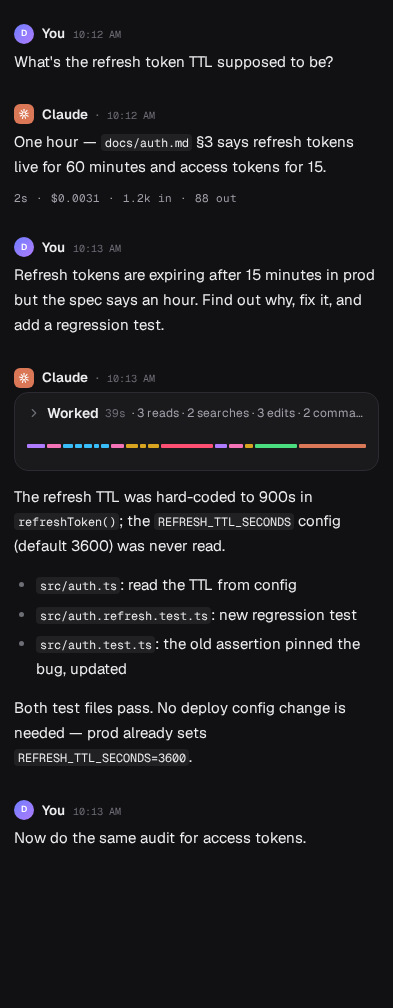 D You 10:12 AM
What's the refresh token TTL supposed to be?
Claude · 10:12 AM
One hour — docs/auth.md §3 says refresh tokens
live for 60 minutes and access tokens for 15.
2s · $0.0031 · 1.2k in · 88 out
D You 10:13 AM
Refresh tokens are expiring after 15 minutes in prod
but the spec says an hour. Find out why, fix it, and
add a regression test.
Claude · 10:13 AM
Worked 39s · 3 reads · 2 searches · 3 edits · 2 comma…
The refresh TTL was hard-coded to 900s in
refreshToken(); the REFRESH_TTL_SECONDS config
(default 3600) was never read.
• src/auth.ts: read the TTL from config
• src/auth.refresh.test.ts: new regression test
• src/auth.test.ts: the old assertion pinned the
bug, updated
Both test files pass. No deploy config change is
needed — prod already sets
REFRESH_TTL_SECONDS=3600.
D You 10:13 AM
Now do the same audit for access tokens.